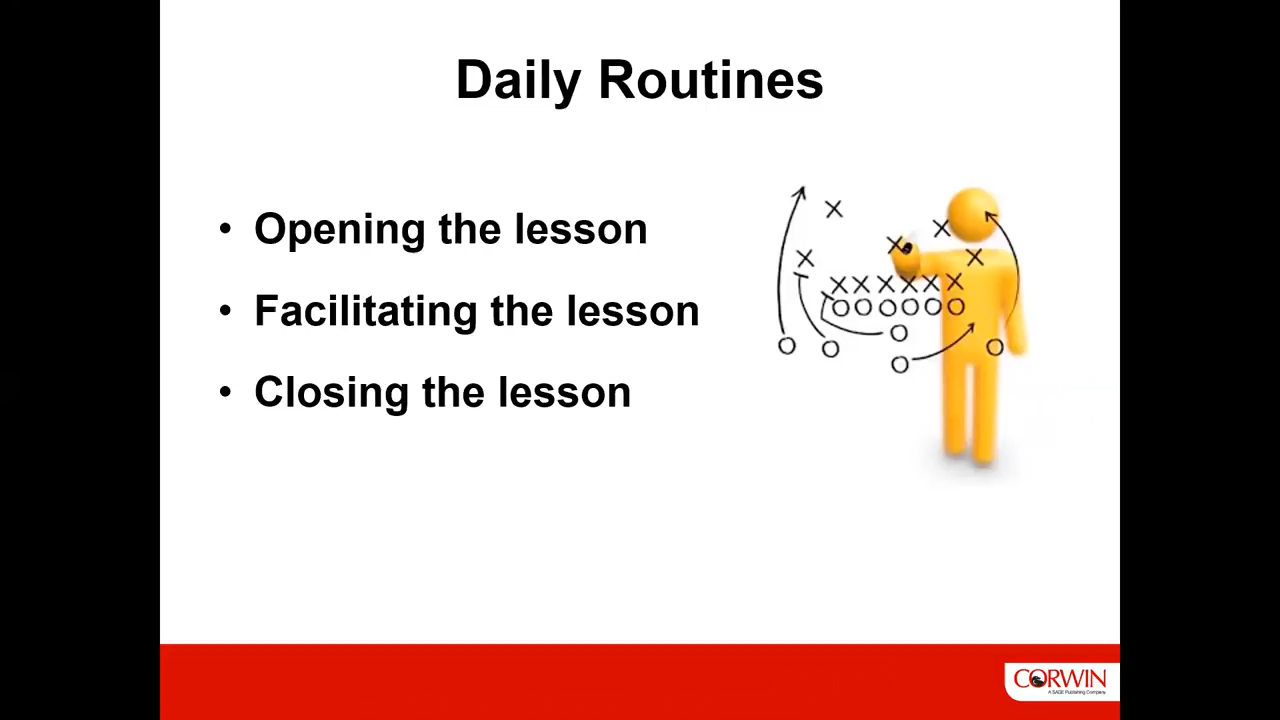 Daily Routines
• Opening the lesson
• Facilitating the lesson
• Closing the lesson
CORWIN
A SAGE Publishing Company